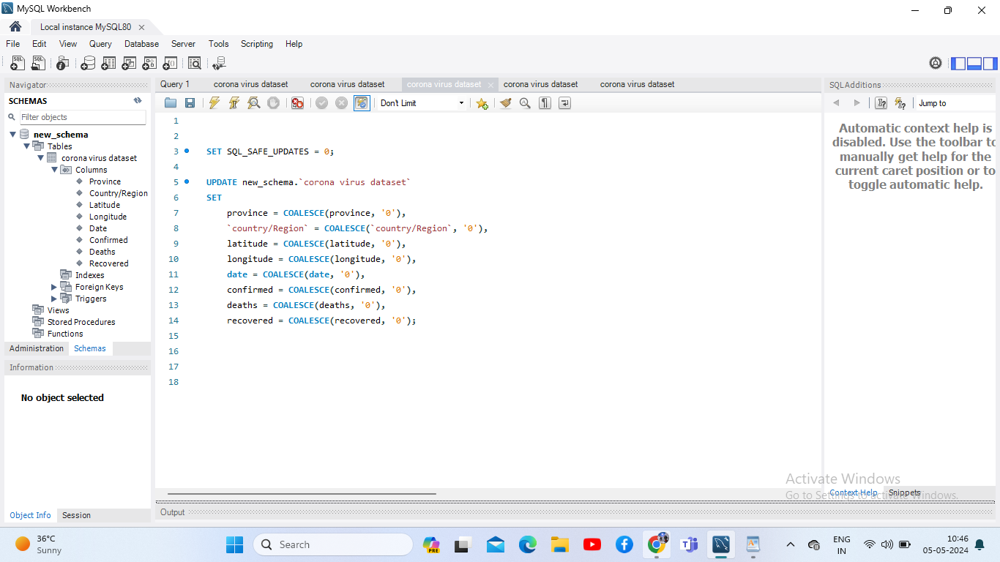 MySQL Workbench
Local instance MySQL80
File Edit View Query Database Server Tools Scripting Help
Navigator
SCHEMAS
Filter objects
new_schema
Tables
corona virus dataset
Columns
Province
Country/Region
Latitude
Longitude
Date
Confirmed
Deaths
Recovered
Indexes
Foreign Keys
Triggers
Views
Stored Procedures
Functions
Administration Schemas
Information
No object selected
Object Info Session
Query 1 corona virus dataset corona virus dataset corona virus dataset corona virus dataset corona virus dataset
Don't Limit
1
2
3 SET SQL_SAFE_UPDATES = 0;
4
5 UPDATE new_schema.`corona virus dataset`
6 SET
7 province = COALESCE(province, '0'),
8 `country/Region` = COALESCE(`country/Region`, '0'),
9 latitude = COALESCE(latitude, '0'),
10 longitude = COALESCE(longitude, '0'),
11 date = COALESCE(date, '0'),
12 confirmed = COALESCE(confirmed, '0'),
13 deaths = COALESCE(deaths, '0'),
14 recovered = COALESCE(recovered, '0');
15
16
17
18
Output
SQLAdditions
Jump to
Automatic context help is
disabled. Use the toolbar to
manually get help for the
current caret position or to
toggle automatic help.
Activate Windows
Go to Settings to activate Windows.
Context Help Snippets
36°C
Sunny
Search
PRE
ENG
IN
10:46
05-05-2024